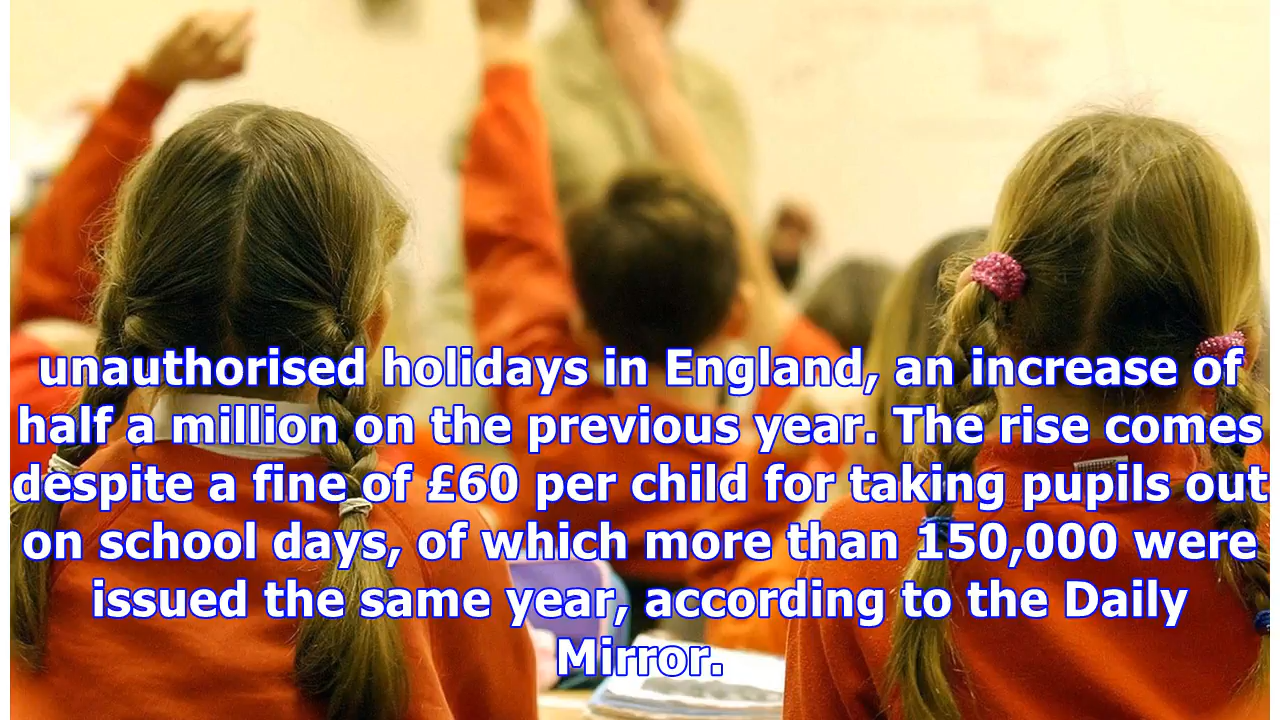 unauthorised holidays in England, an increase of
half a million on the previous year. The rise comes
despite a fine of £60 per child for taking pupils out
on school days, of which more than 150,000 were
issued the same year, according to the Daily
Mirror.